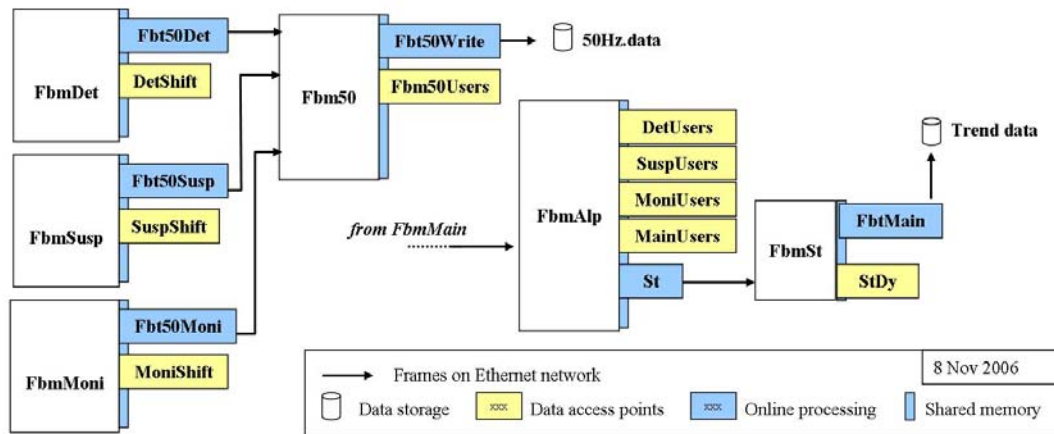 Fbt50Det
DetShift
FbmDet
Fbt50Susp
SuspShift
FbmSusp
Fbt50Moni
MoniShift
FbmMoni
Fbm50
Fbt50Write
Fbm50Users
50Hz.data
from FbmMain
FbmAlp
DetUsers
SuspUsers
MoniUsers
MainUsers
St
FbmSt
FbtMain
StDy
Trend data
8 Nov 2006
Frames on Ethernet network
Data storage
xxx Data access points
xxx Online processing
Shared memory